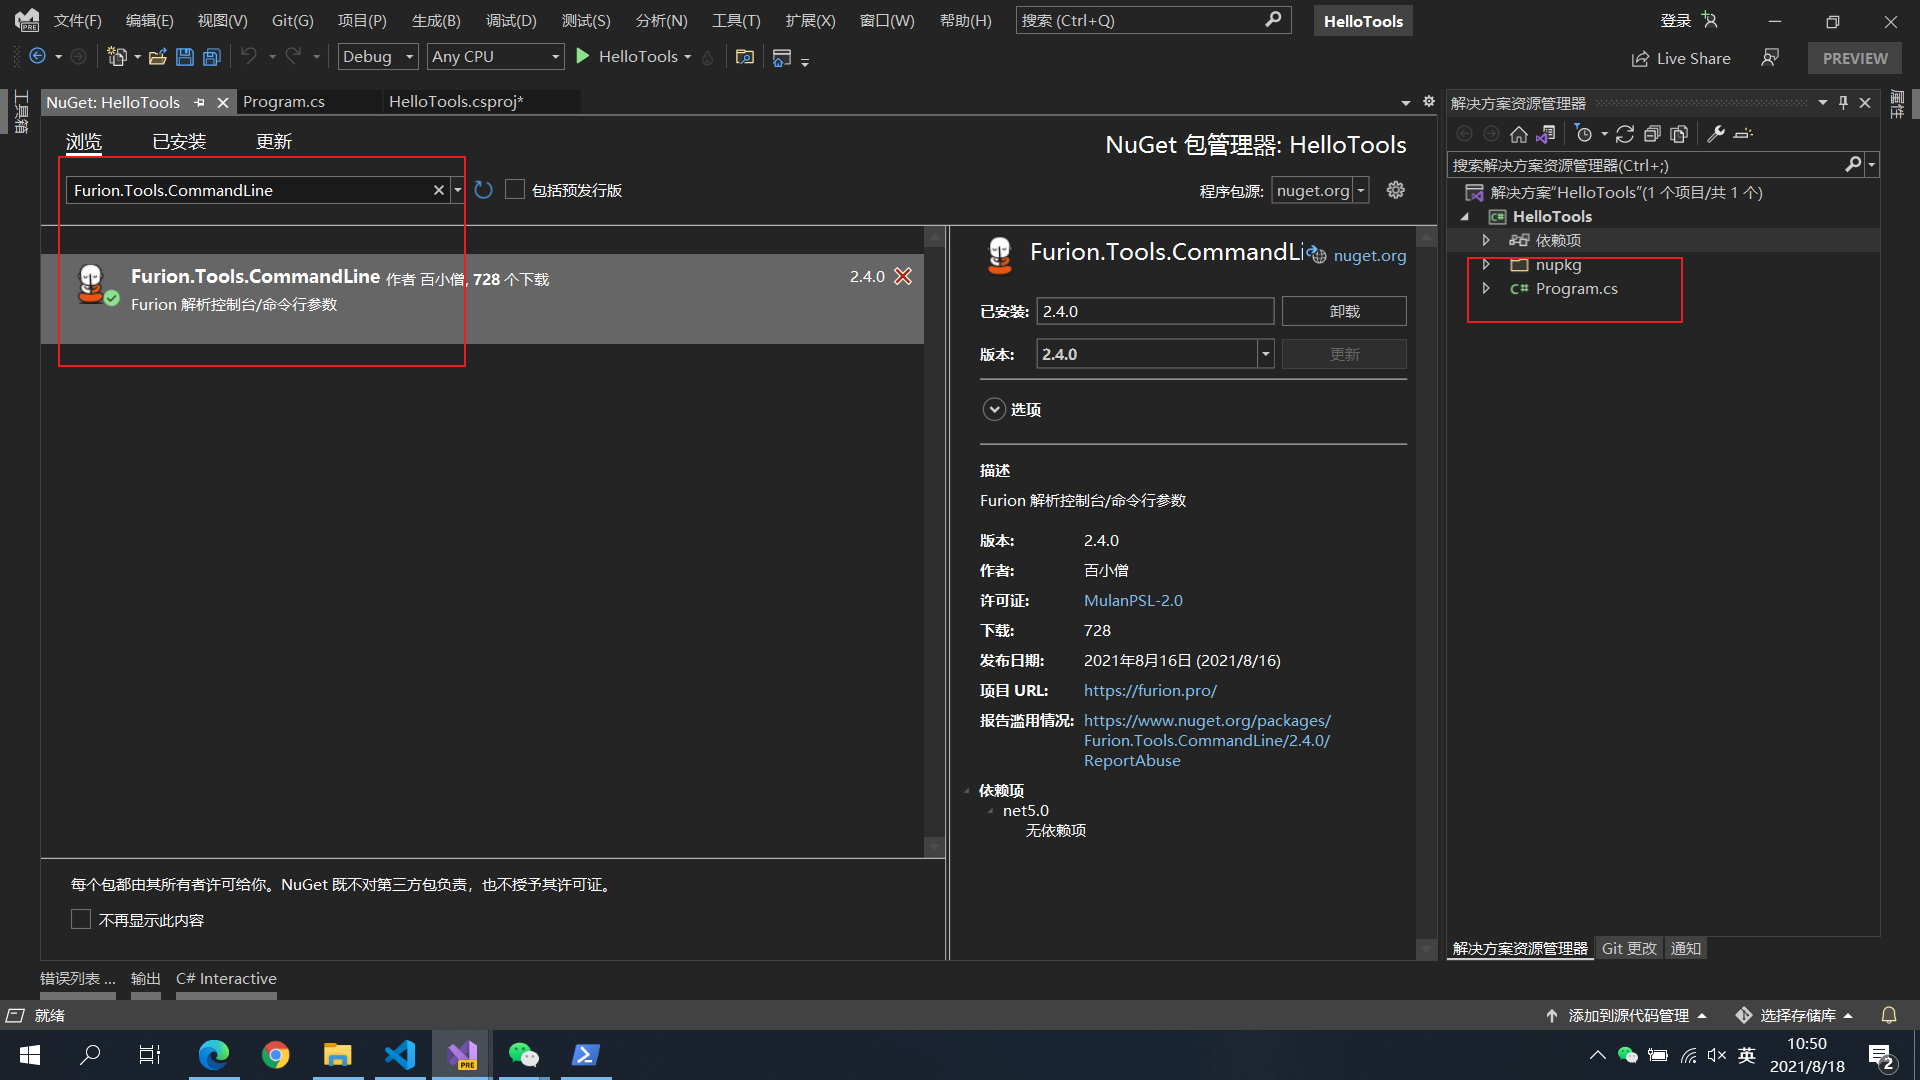 文件(F) 编辑(E) 视图(V) Git(G) 项目(P) 生成(B) 调试(D) 测试(S) 分析(N) 工具(T) 扩展(X) 窗口(W) 帮助(H) 搜索 (Ctrl+Q) HelloTools 登录
Debug Any CPU HelloTools Live Share PREVIEW
工具箱
NuGet: HelloTools Program.cs HelloTools.csproj*
浏览 已安装 更新
NuGet 包管理器: HelloTools
Furion.Tools.CommandLine 包括预发行版
程序包源: nuget.org
Furion.Tools.CommandLine 作者 百小僧, 728 个下载 2.4.0
Furion 解析控制台/命令行参数
每个包都由其所有者许可给你。NuGet 既不对第三方包负责，也不授予其许可证。
不再显示此内容
Furion.Tools.CommandLi nuget.org
已安装: 2.4.0 卸载
版本: 2.4.0 更新
选项
描述
Furion 解析控制台/命令行参数
版本: 2.4.0
作者: 百小僧
许可证: MulanPSL-2.0
下载: 728
发布日期: 2021年8月16日 (2021/8/16)
项目 URL: https://furion.pro/
报告滥用情况: https://www.nuget.org/packages/
Furion.Tools.CommandLine/2.4.0/
ReportAbuse
依赖项
net5.0
无依赖项
解决方案资源管理器
搜索解决方案资源管理器(Ctrl+;)
解决方案"HelloTools"(1 个项目/共 1 个)
C# HelloTools
依赖项
nupkg
C# Program.cs
解决方案资源管理器 Git 更改 通知
属性
错误列表 ... 输出 C# Interactive
就绪 添加到源代码管理 选择存储库
PRE 英 10:50
2021/8/18 2